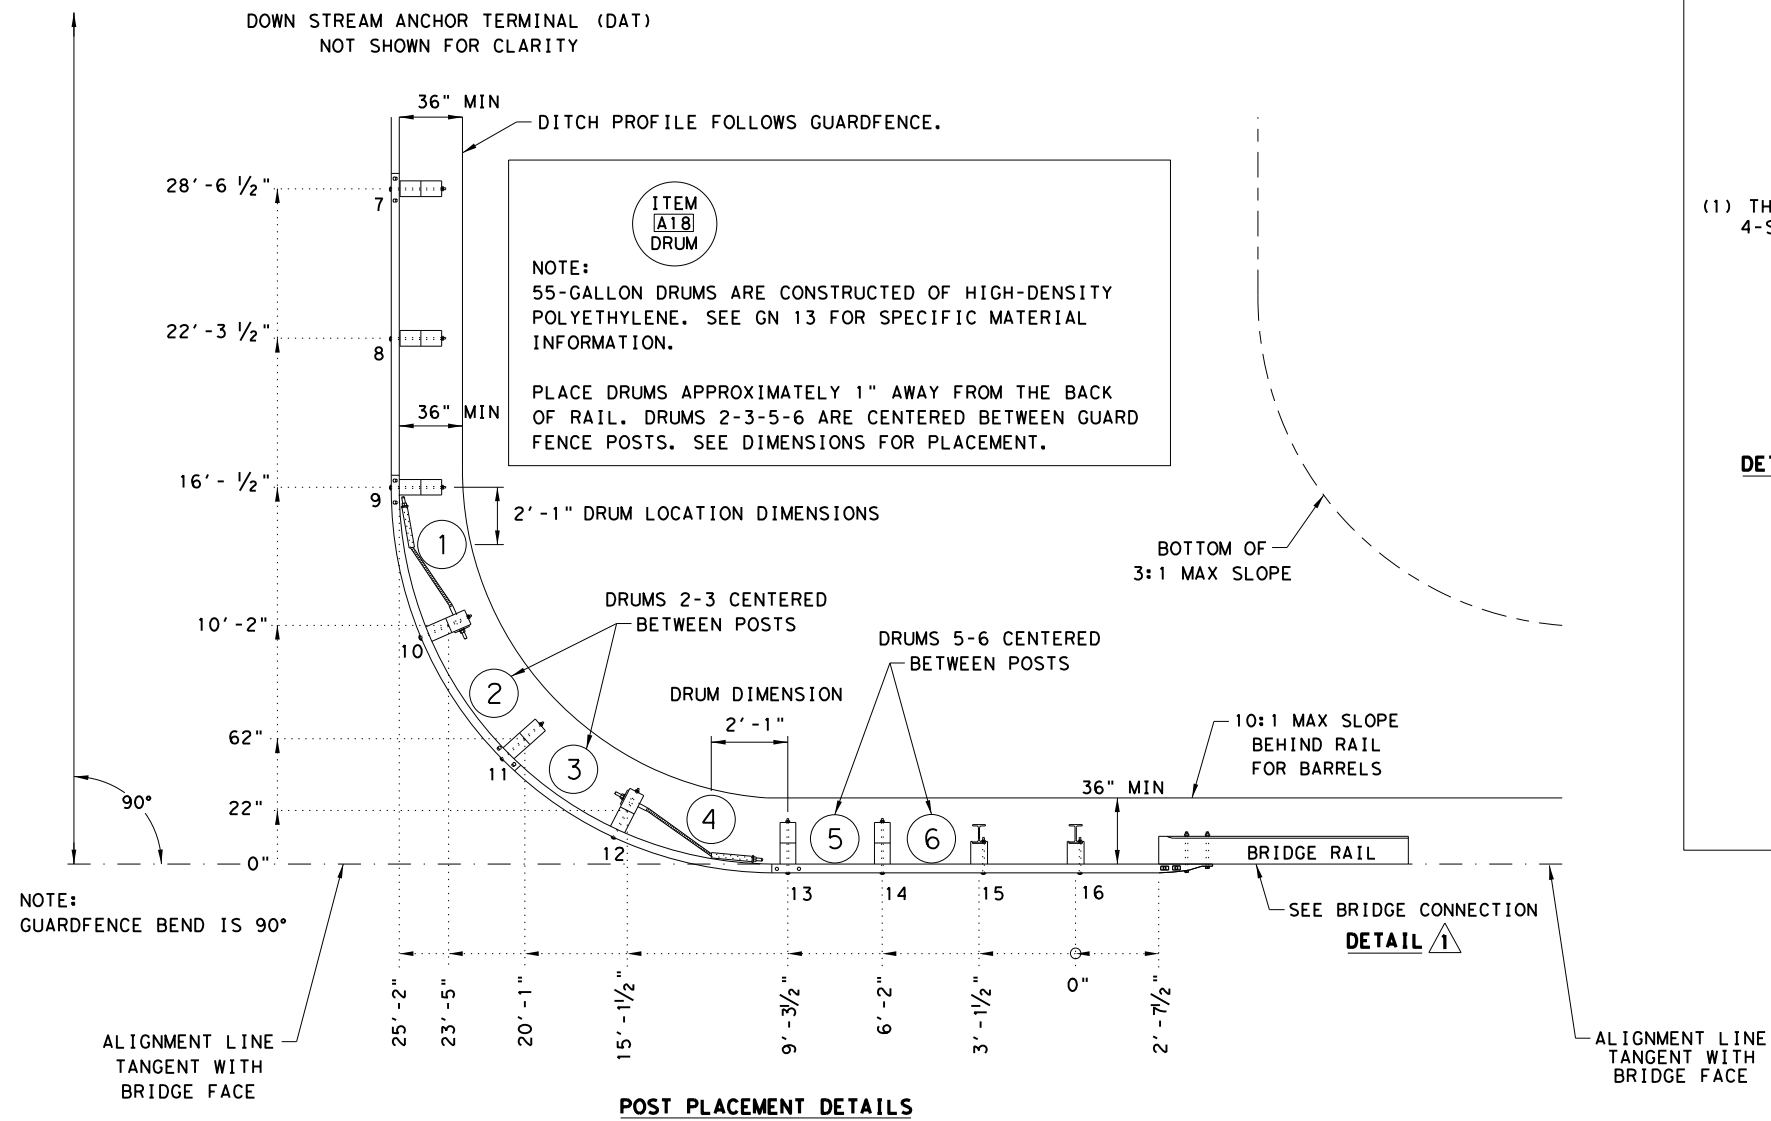 DOWN STREAM ANCHOR TERMINAL (DAT)
NOT SHOWN FOR CLARITY
36" MIN
DITCH PROFILE FOLLOWS GUARDFENCE.
28'-6 ½"
7
ITEM
A18
DRUM
NOTE:
55-GALLON DRUMS ARE CONSTRUCTED OF HIGH-DENSITY
POLYETHYLENE. SEE GN 13 FOR SPECIFIC MATERIAL
INFORMATION.
PLACE DRUMS APPROXIMATELY 1" AWAY FROM THE BACK
OF RAIL. DRUMS 2-3-5-6 ARE CENTERED BETWEEN GUARD
FENCE POSTS. SEE DIMENSIONS FOR PLACEMENT.
(1) TH
4-S
22'-3 ½"
8
36" MIN
DET
16'- ½"
9
2'-1" DRUM LOCATION DIMENSIONS
1
BOTTOM OF
3:1 MAX SLOPE
DRUMS 2-3 CENTERED
BETWEEN POSTS
10'-2"
10
DRUMS 5-6 CENTERED
BETWEEN POSTS
2
DRUM DIMENSION
2'-1"
10:1 MAX SLOPE
BEHIND RAIL
FOR BARRELS
62"
11
3
36" MIN
90°
22"
4
5
6
0"
12
BRIDGE RAIL
13
14
15
16
NOTE:
GUARDFENCE BEND IS 90°
SEE BRIDGE CONNECTION
DETAIL 1
25'-2"
23'-5"
20'-1"
15'-1½"
9'-3½"
6'-2"
3'-1½"
0"
2'-7½"
ALIGNMENT LINE
TANGENT WITH
BRIDGE FACE
ALIGNMENT LINE
TANGENT WITH
BRIDGE FACE
POST PLACEMENT DETAILS